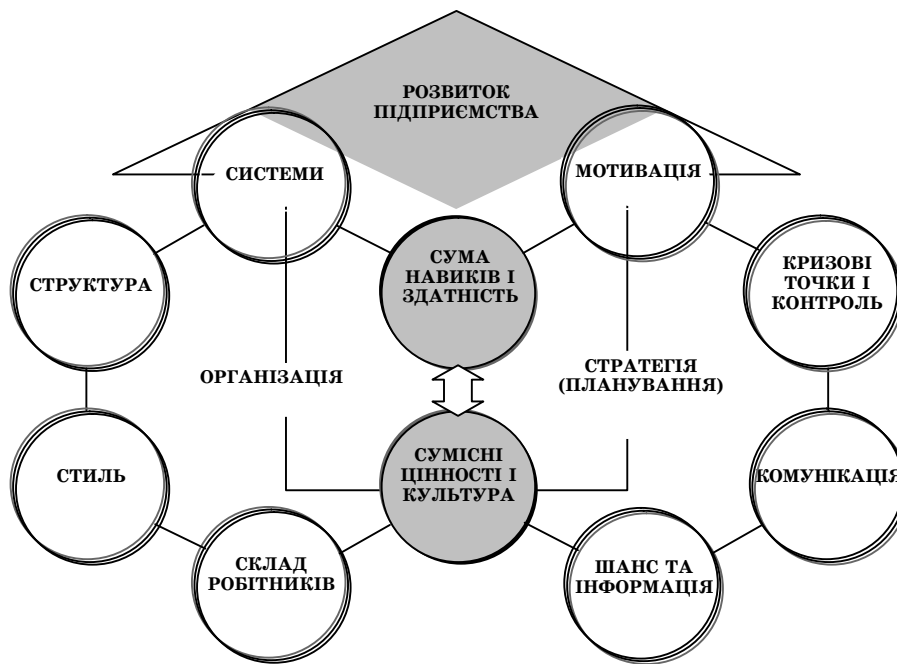 РОЗВИТОК
ПІДПРИЄМСТВА
СИСТЕМИ
МОТИВАЦІЯ
СТРУКТУРА
СУМА
НАВИКІВ І
ЗДАТНІСТЬ
КРИЗОВІ
ТОЧКИ І
КОНТРОЛЬ
ОРГАНІЗАЦІЯ
СТРАТЕГІЯ
(ПЛАНУВАННЯ)
СТИЛЬ
СУМІСНІ
ЦІННОСТІ І
КУЛЬТУРА
КОМУНІКАЦІЯ
СКЛАД
РОБІТНИКІВ
ШАНС ТА
ІНФОРМАЦІЯ